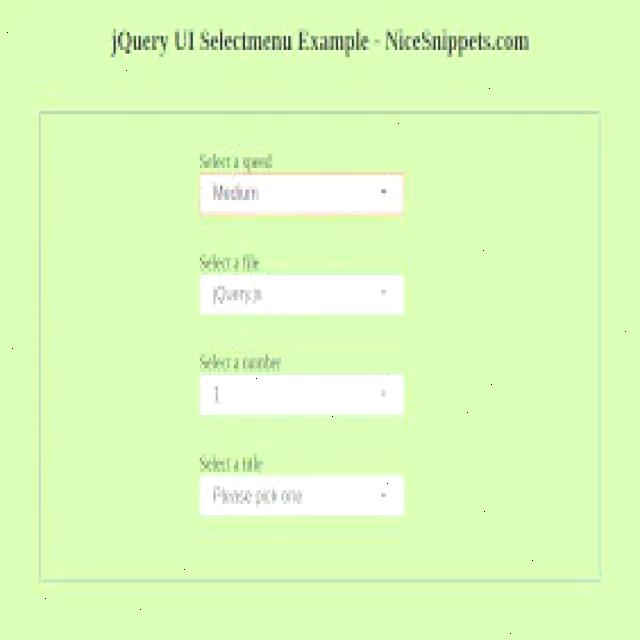 jQuery UI Selectmenu Example - NiceSnippets.com
Select a speed
Medium
Select a file
jQuery.js
Select a number
1
Select a title
Please pick one